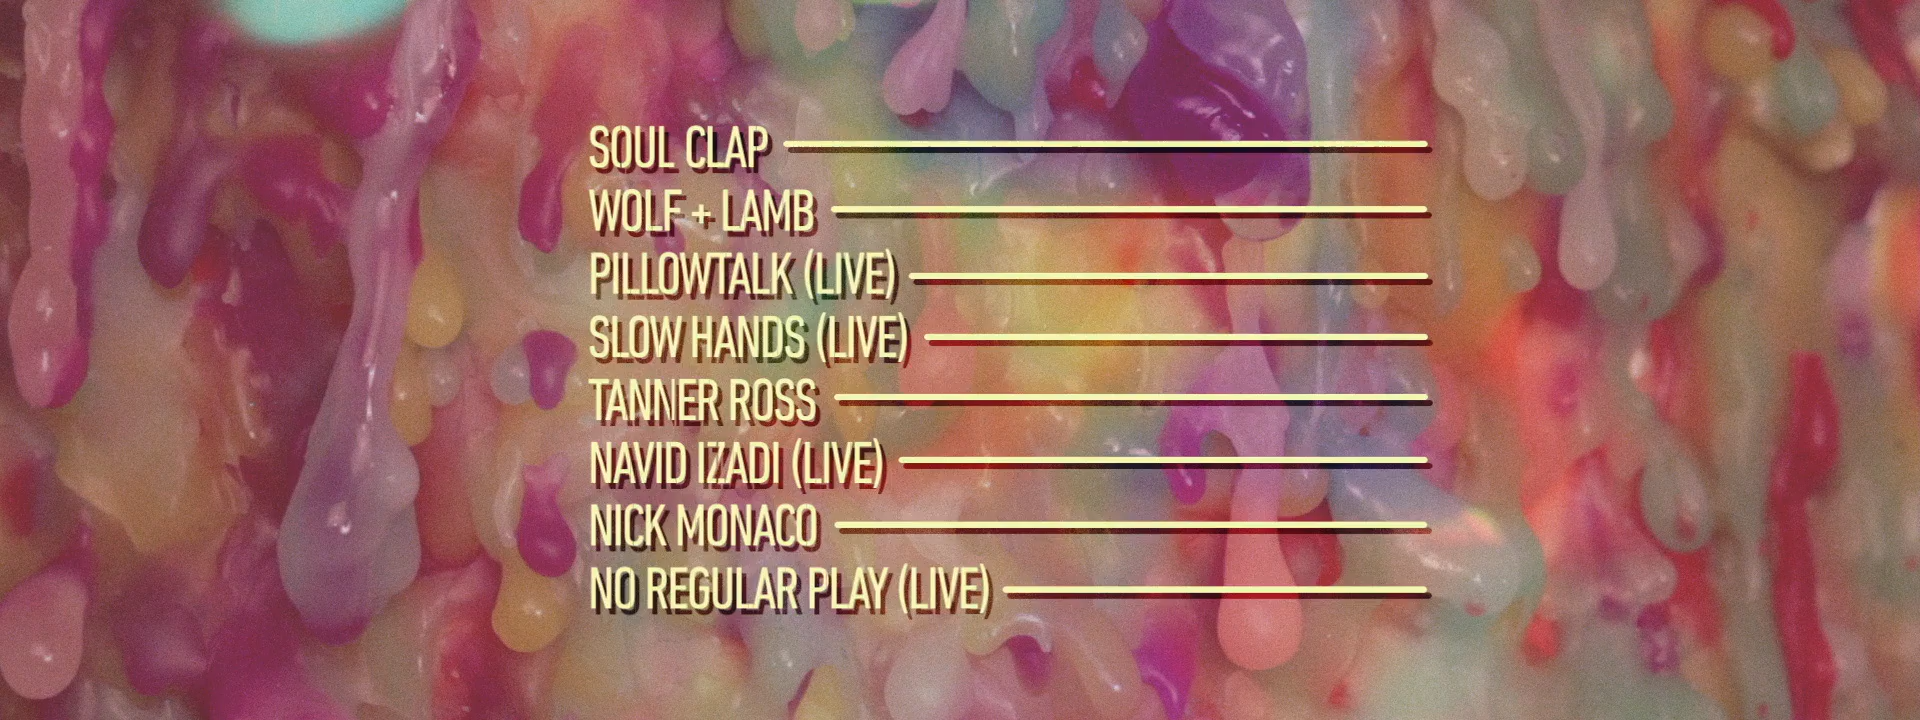 SOUL CLAP
WOLF + LAMB
PILLOWTALK (LIVE)
SLOW HANDS (LIVE)
TANNER ROSS
NAVID IZADI (LIVE)
NICK MONACO
NO REGULAR PLAY (LIVE)